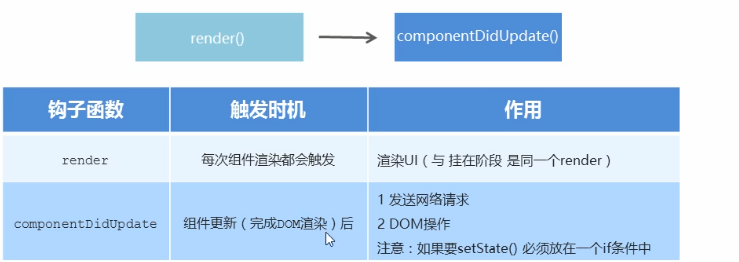 render()
componentDidUpdate()
钩子函数 触发时机 作用
render 每次组件渲染都会触发 渲染UI（与 挂在阶段 是同一个render）
1 发送网络请求
componentDidUpdate 组件更新（完成DOM渲染）后 2 DOM操作
注意：如果要setState() 必须放在一个if条件中